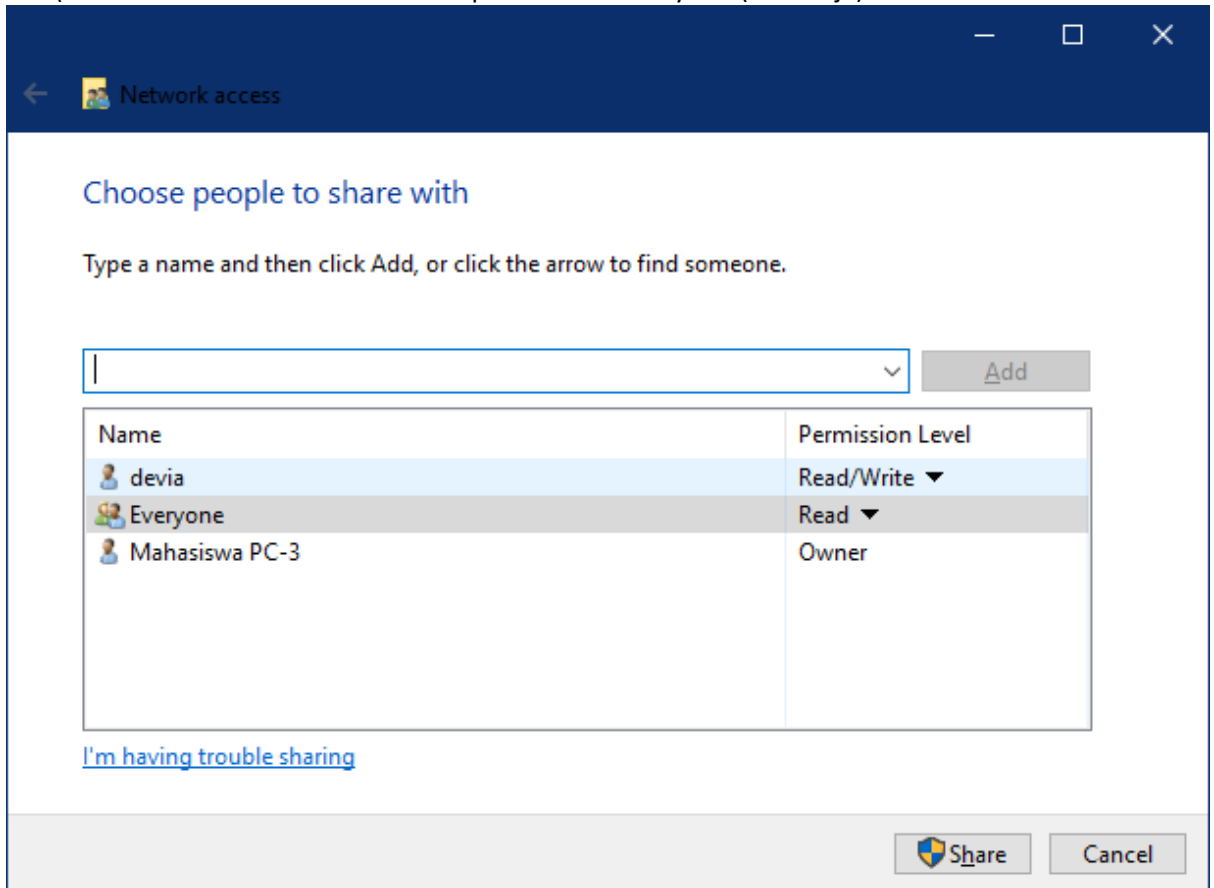 Network access
Choose people to share with
Type a name and then click Add, or click the arrow to find someone.
Add
Name Permission Level
devia Read/Write
Everyone Read
Mahasiswa PC-3 Owner
I'm having trouble sharing
Share Cancel